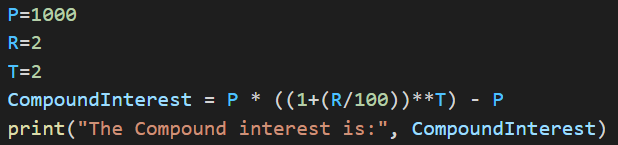 P=1000
R=2
T=2
CompoundInterest = P * ((1+(R/100))**T) - P
print("The Compound interest is:", CompoundInterest)